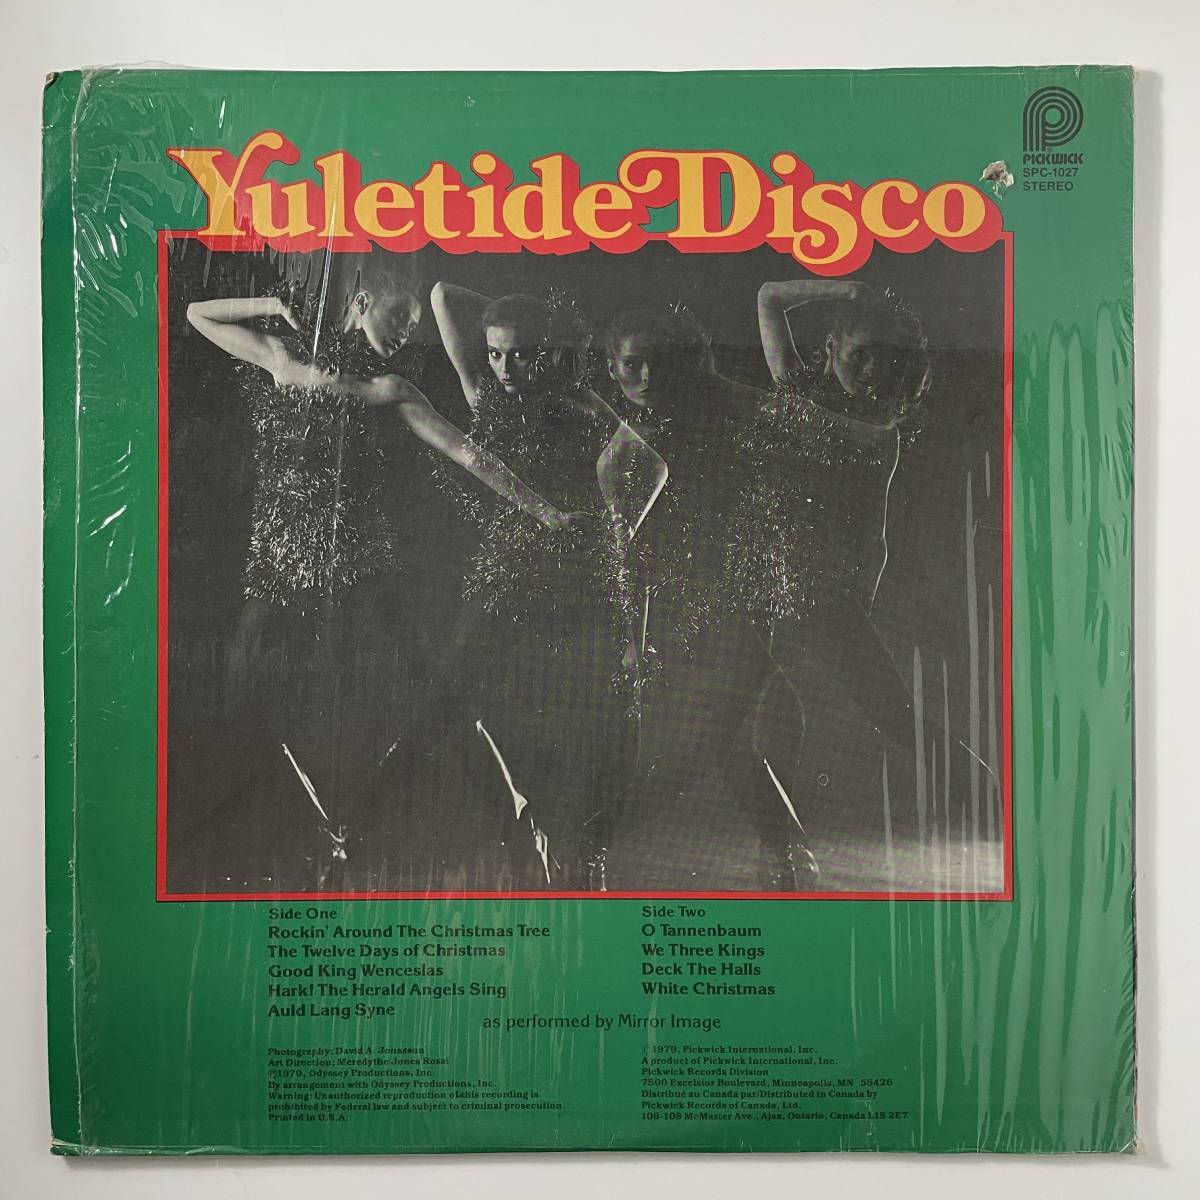 PICKWICK
SPC-1027
STEREO
Yuletide Disco
Side One
Rockin' Around The Christmas Tree
The Twelve Days of Christmas
Good King Wenceslas
Hark! The Herald Angels Sing
Auld Lang Syne
Side Two
O Tannenbaum
We Three Kings
Deck The Halls
White Christmas
as performed by Mirror Image
Photography: David A. Jonasson
Art Direction: Meredythe Jones Rossi
℗1979, Odyssey Productions, Inc.
By arrangement with Odyssey Productions, Inc.
Warning: Unauthorized reproduction of this recording is
prohibited by Federal law and subject to criminal prosecution.
Printed in U.S.A.
©1979, Pickwick International, Inc.
A product of Pickwick International, Inc.
Pickwick Records Division
7500 Excelsior Boulevard, Minneapolis, MN 55426
Distribué au Canada par/Distributed in Canada by
Pickwick Records of Canada, Ltd.
106-108 McMaster Ave., Ajax, Ontario, Canada L1S 2E7